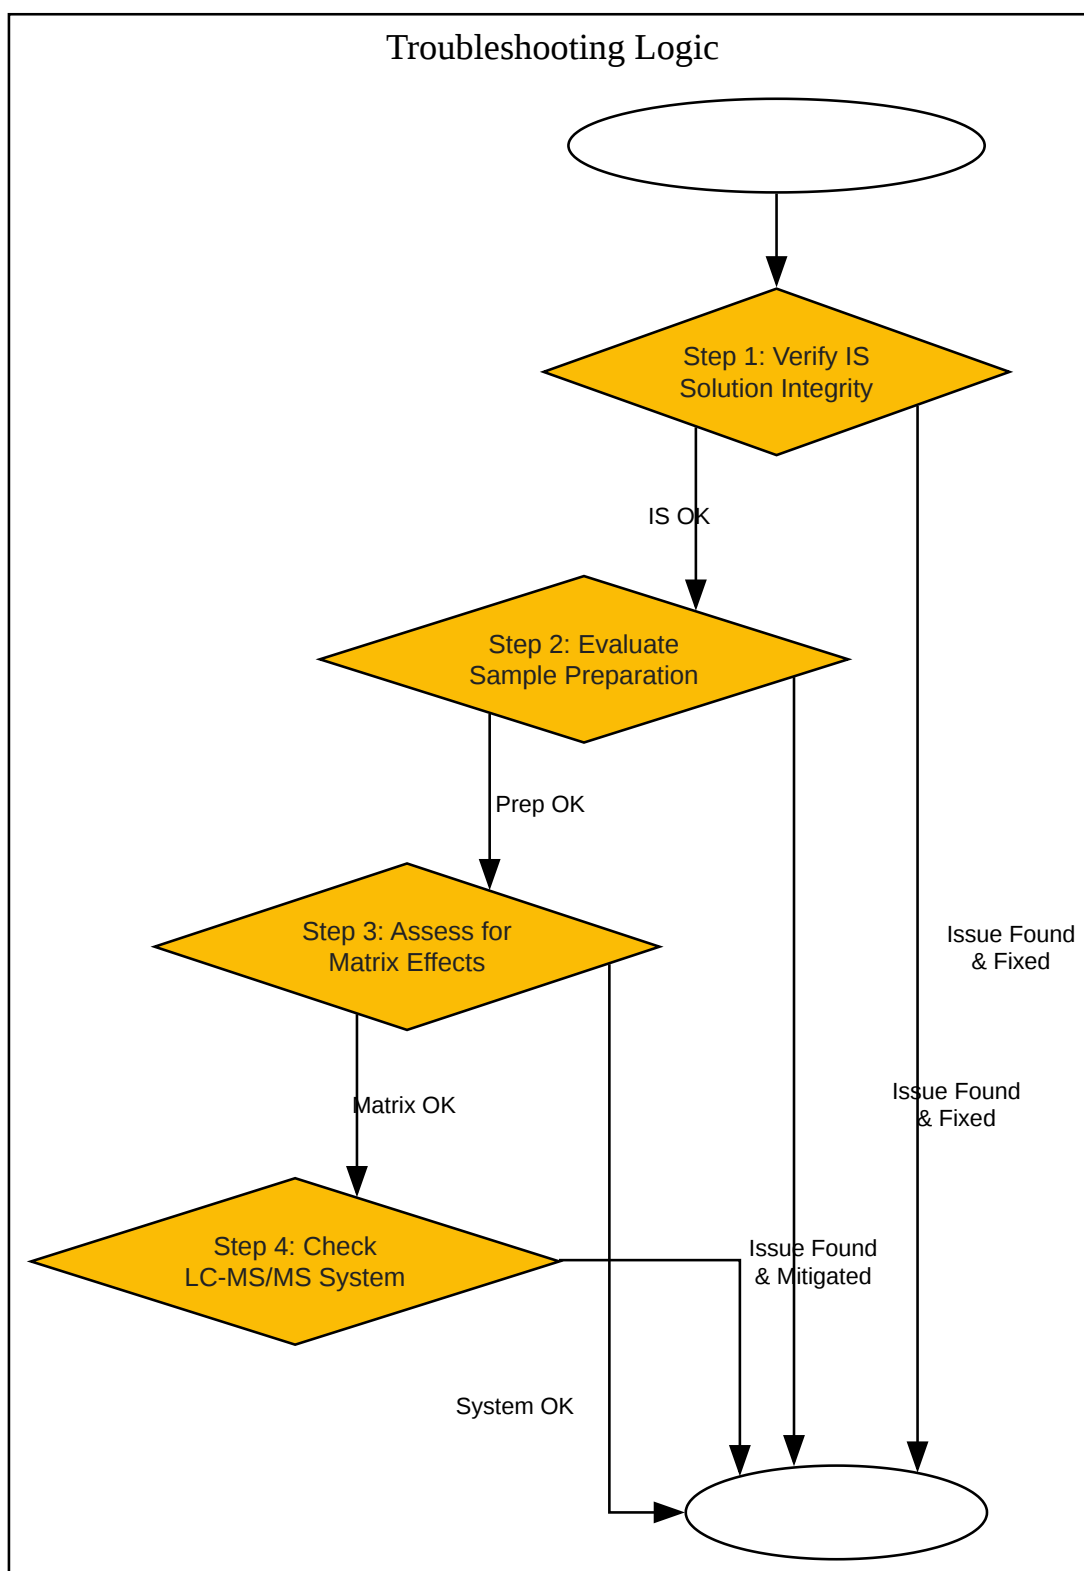 Troubleshooting Logic
Step 1: Verify IS
Solution Integrity
IS OK
Step 2: Evaluate
Sample Preparation
Prep OK
Step 3: Assess for
Matrix Effects
Issue Found
& Fixed
Matrix OK
Issue Found
& Fixed
Step 4: Check
LC-MS/MS System
Issue Found
& Mitigated
System OK